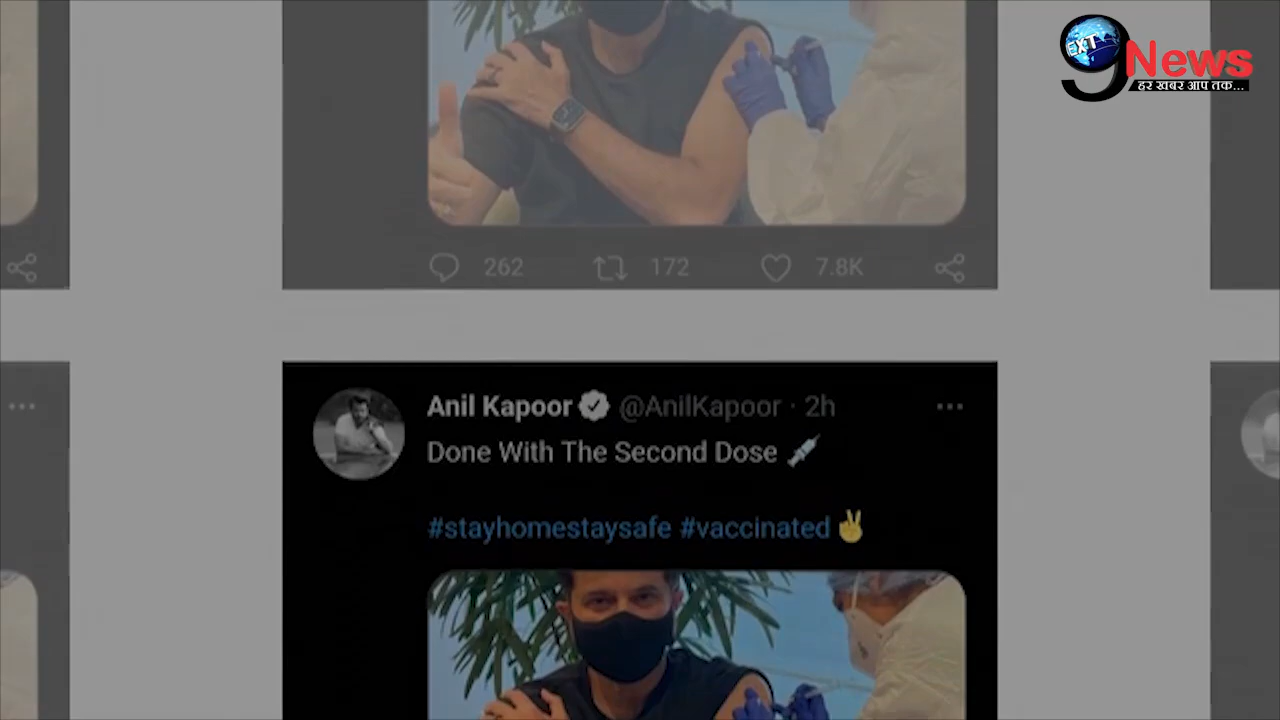 EXT
9 News
हर खबर आप तक...
262 172 7.8K
Anil Kapoor @AnilKapoor · 2h
Done With The Second Dose
#stayhomestaysafe #vaccinated